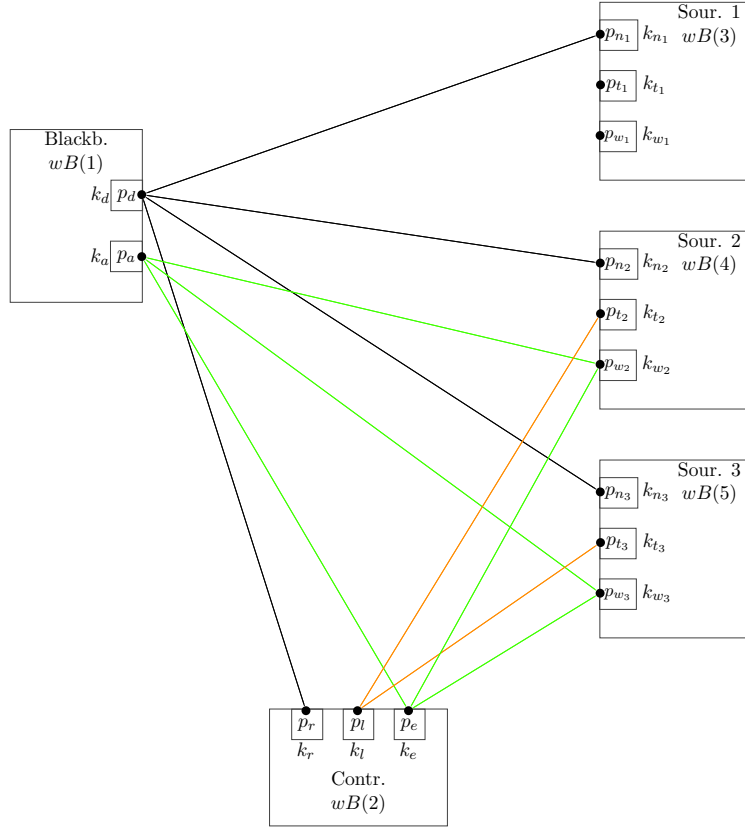 Blackb.
wB(1)
k_d p_d
k_a p_a
Sour. 1
wB(3)
p_{n_1} k_{n_1}
p_{t_1} k_{t_1}
p_{w_1} k_{w_1}
Sour. 2
wB(4)
p_{n_2} k_{n_2}
p_{t_2} k_{t_2}
p_{w_2} k_{w_2}
Sour. 3
wB(5)
p_{n_3} k_{n_3}
p_{t_3} k_{t_3}
p_{w_3} k_{w_3}
p_r p_l p_e
k_r k_l k_e
Contr.
wB(2)